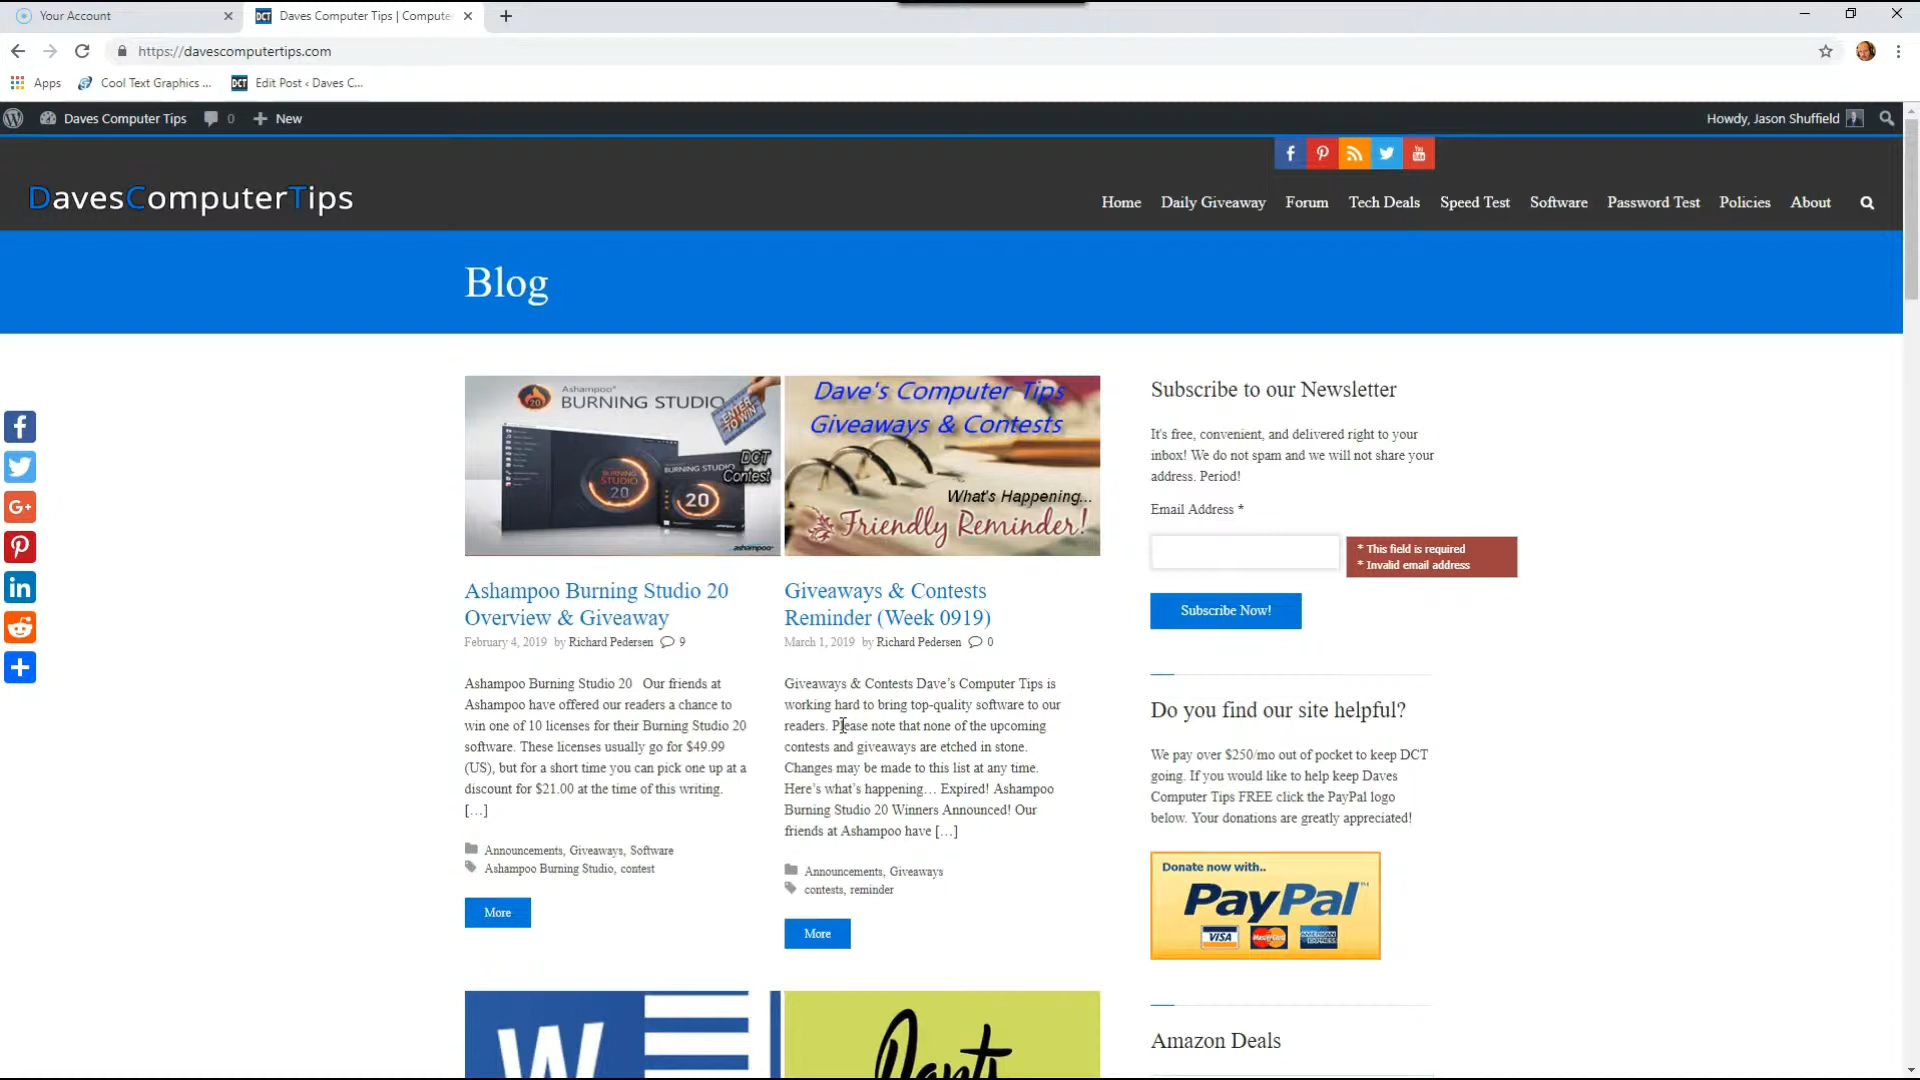 Your Account
Daves Computer Tips | Compute
https://davescomputertips.com
Apps
Cool Text Graphics ...
DCT
Edit Post ‹ Daves C...
Daves Computer Tips
0
New
Howdy, Jason Shuffield
DavesComputerTips
Home
Daily Giveaway
Forum
Tech Deals
Speed Test
Software
Password Test
Policies
About
Blog
Ashampoo®
BURNING STUDIO
20
ENTER TO WIN
DCT
Contest
BURNING STUDIO
20
BURNING STUDIO
20
ashampoo
Dave's Computer Tips
Giveaways & Contests
What's Happening...
Friendly Reminder!
Ashampoo Burning Studio 20
Overview & Giveaway
February 4, 2019 by Richard Pedersen 9
Ashampoo Burning Studio 20 Our friends at
Ashampoo have offered our readers a chance to
win one of 10 licenses for their Burning Studio 20
software. These licenses usually go for $49.99
(US), but for a short time you can pick one up at a
discount for $21.00 at the time of this writing.
[…]
Announcements, Giveaways, Software
Ashampoo Burning Studio, contest
More
Giveaways & Contests
Reminder (Week 0919)
March 1, 2019 by Richard Pedersen 0
Giveaways & Contests Dave’s Computer Tips is
working hard to bring top-quality software to our
readers. Please note that none of the upcoming
contests and giveaways are etched in stone.
Changes may be made to this list at any time.
Here’s what’s happening… Expired! Ashampoo
Burning Studio 20 Winners Announced! Our
friends at Ashampoo have […]
Announcements, Giveaways
contests, reminder
More
Subscribe to our Newsletter
It's free, convenient, and delivered right to your
inbox! We do not spam and we will not share your
address. Period!
Email Address *
* This field is required
* Invalid email address
Subscribe Now!
Do you find our site helpful?
We pay over $250/mo out of pocket to keep DCT
going. If you would like to help keep Daves
Computer Tips FREE click the PayPal logo
below. Your donations are greatly appreciated!
Donate now with..
PayPal™
VISA
MasterCard
AMERICAN EXPRESS
Amazon Deals
W